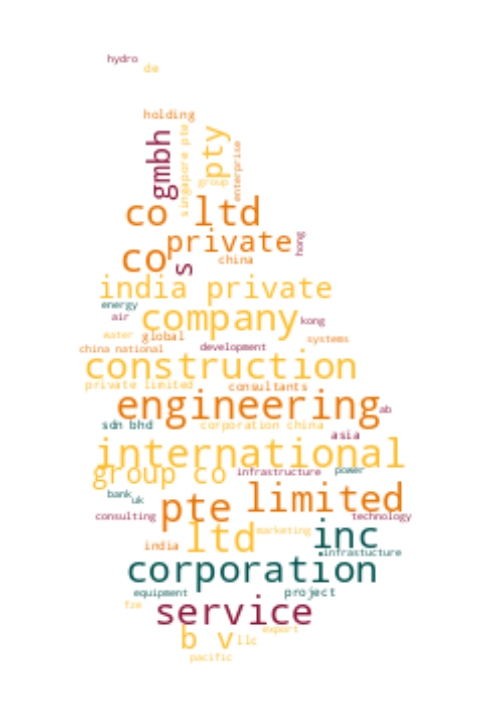 hydro
de
holding
gmbh
singapore pte
pty
enterprise
group
co ltd
private
hong
co
s
china
india private
energy
air
company
kong
water
global
systems
china national
development
construction
private limited
consultants
engineering
ab
sdn bhd
corporation china
asia
international
group co
infrastructure
power
bank
uk
limited
pte
consulting
technology
ltd
marketing
inc
india
infrastucture
corporation
equipment
project
fze
service
b v
llc
export
pacific